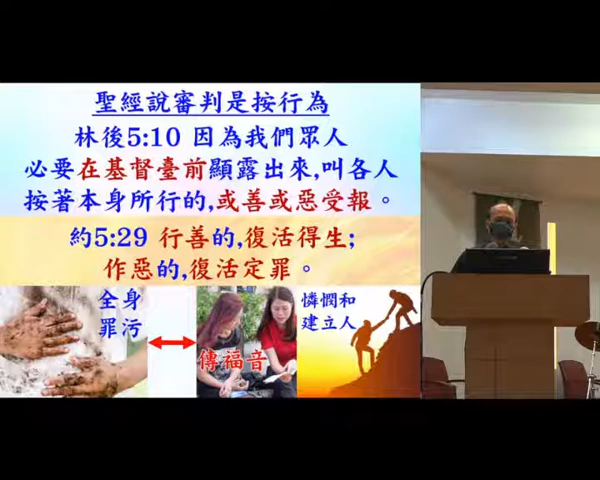 聖經說審判是按行為
林後5:10 因為我們眾人
必要在基督臺前顯露出來,叫各人
按著本身所行的,或善或惡受報。
約5:29 行善的,復活得生;
作惡的,復活定罪。
全身
罪污
傳福音
憐憫和
建立人